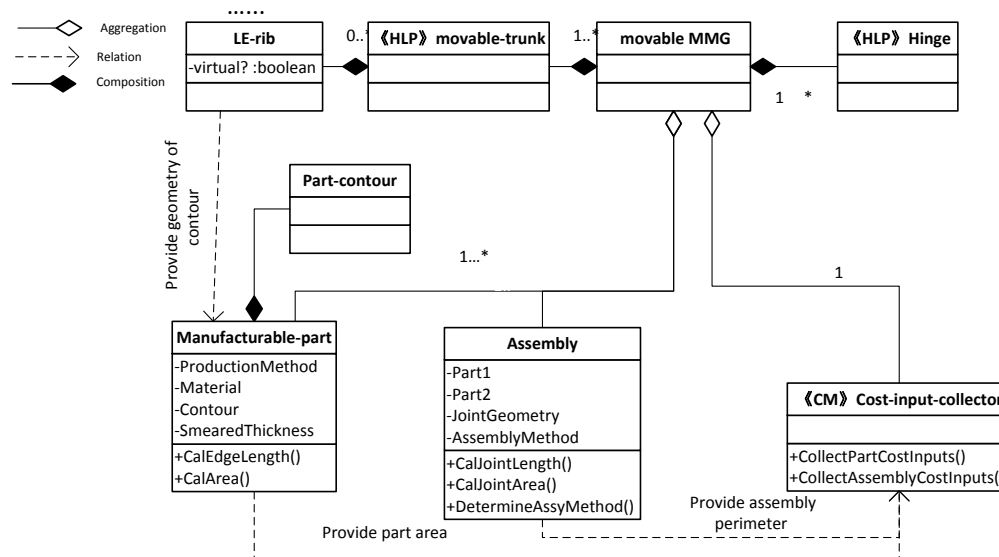 ......
Aggregation
Relation
Composition
LE-rib
-virtual? :boolean
0..*
《HLP》 movable-trunk
1..*
movable MMG
《HLP》 Hinge
1 *
Provide geometry of
contour
Part-contour
1...*
1
Manufacturable-part
-ProductionMethod
-Material
-Contour
-SmearedThickness
+CalEdgeLength()
+CalArea()
Assembly
-Part1
-Part2
-JointGeometry
-AssemblyMethod
+CalJointLength()
+CalJointArea()
+DetermineAssyMethod()
《CM》 Cost-input-collector
+CollectPartCostInputs()
+CollectAssemblyCostInputs()
Provide part area
Provide assembly
perimeter